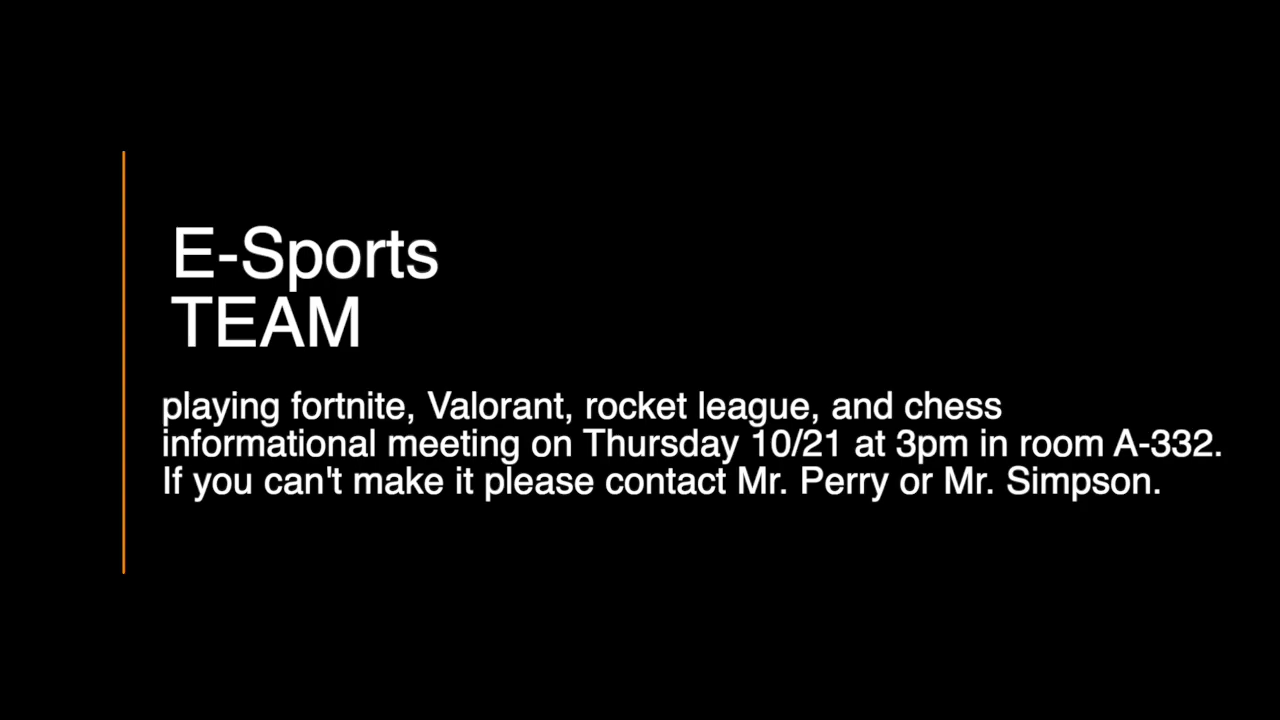 E-Sports
TEAM
playing fortnite, Valorant, rocket league, and chess
informational meeting on Thursday 10/21 at 3pm in room A-332.
If you can't make it please contact Mr. Perry or Mr. Simpson.